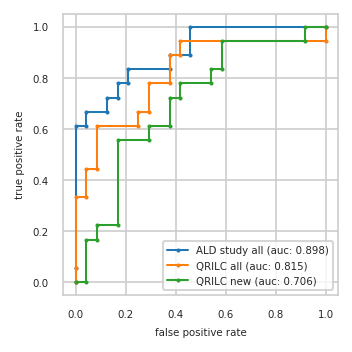 true positive rate
1.0
0.8
0.6
0.4
0.2
0.0
ALD study all (auc: 0.898)
QRILC all (auc: 0.815)
QRILC new (auc: 0.706)
0.0 0.2 0.4 0.6 0.8 1.0
false positive rate